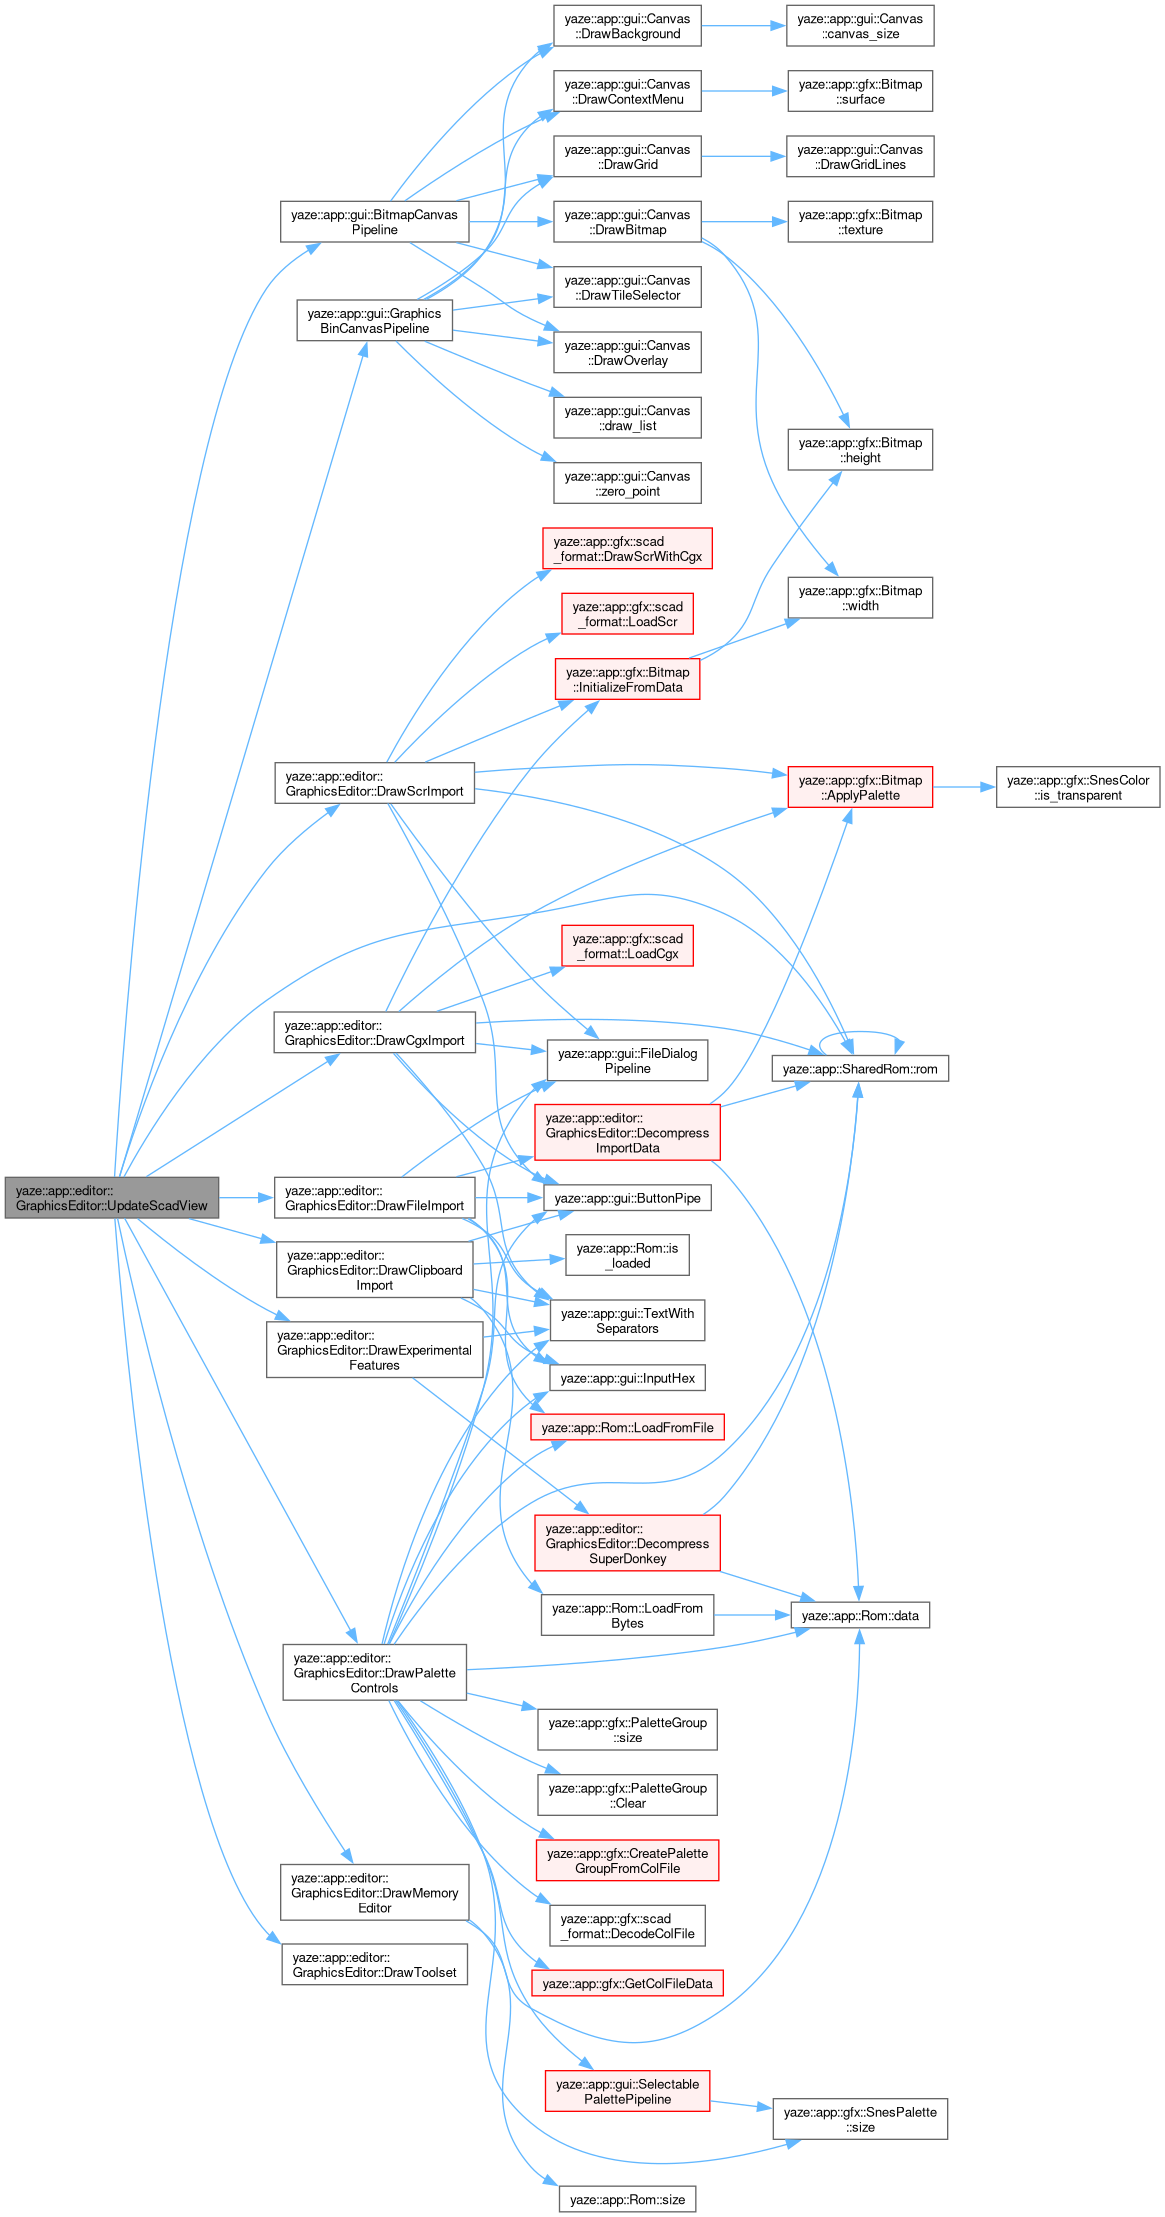 yaze::app::gui::Canvas
::DrawBackground
yaze::app::gui::Canvas
::canvas_size
yaze::app::gui::Canvas
::DrawContextMenu
yaze::app::gfx::Bitmap
::surface
yaze::app::gui::Canvas
::DrawGrid
yaze::app::gui::Canvas
::DrawGridLines
yaze::app::gui::BitmapCanvas
Pipeline
yaze::app::gui::Canvas
::DrawBitmap
yaze::app::gfx::Bitmap
::texture
yaze::app::gui::Canvas
::DrawTileSelector
yaze::app::gui::Graphics
BinCanvasPipeline
yaze::app::gui::Canvas
::DrawOverlay
yaze::app::gui::Canvas
::draw_list
yaze::app::gfx::Bitmap
::height
yaze::app::gui::Canvas
::zero_point
yaze::app::gfx::scad
_format::DrawScrWithCgx
yaze::app::gfx::Bitmap
::width
yaze::app::gfx::scad
_format::LoadScr
yaze::app::gfx::Bitmap
::InitializeFromData
yaze::app::editor::
GraphicsEditor::DrawScrImport
yaze::app::gfx::Bitmap
::ApplyPalette
yaze::app::gfx::SnesColor
::is_transparent
yaze::app::gfx::scad
_format::LoadCgx
yaze::app::editor::
GraphicsEditor::DrawCgxImport
yaze::app::gui::FileDialog
Pipeline
yaze::app::SharedRom::rom
yaze::app::editor::
GraphicsEditor::Decompress
ImportData
yaze::app::editor::
GraphicsEditor::UpdateScadView
yaze::app::editor::
GraphicsEditor::DrawFileImport
yaze::app::gui::ButtonPipe
yaze::app::editor::
GraphicsEditor::DrawClipboard
Import
yaze::app::Rom::is
_loaded
yaze::app::gui::TextWith
Separators
yaze::app::editor::
GraphicsEditor::DrawExperimental
Features
yaze::app::gui::InputHex
yaze::app::Rom::LoadFromFile
yaze::app::editor::
GraphicsEditor::Decompress
SuperDonkey
yaze::app::Rom::LoadFrom
Bytes
yaze::app::Rom::data
yaze::app::editor::
GraphicsEditor::DrawPalette
Controls
yaze::app::gfx::PaletteGroup
::size
yaze::app::gfx::PaletteGroup
::Clear
yaze::app::gfx::CreatePalette
GroupFromColFile
yaze::app::editor::
GraphicsEditor::DrawMemory
Editor
yaze::app::gfx::scad
_format::DecodeColFile
yaze::app::editor::
GraphicsEditor::DrawToolset
yaze::app::gfx::GetColFileData
yaze::app::gui::Selectable
PalettePipeline
yaze::app::gfx::SnesPalette
::size
yaze::app::Rom::size